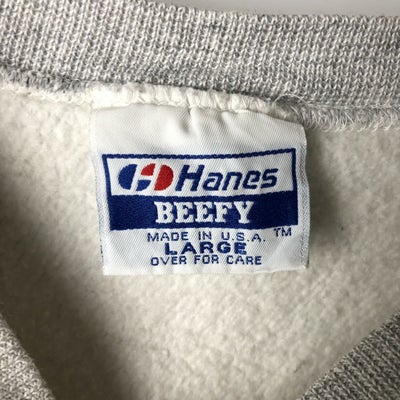 Hanes
BEEFY
MADE IN U.S.A. ™
LARGE
OVER FOR CARE